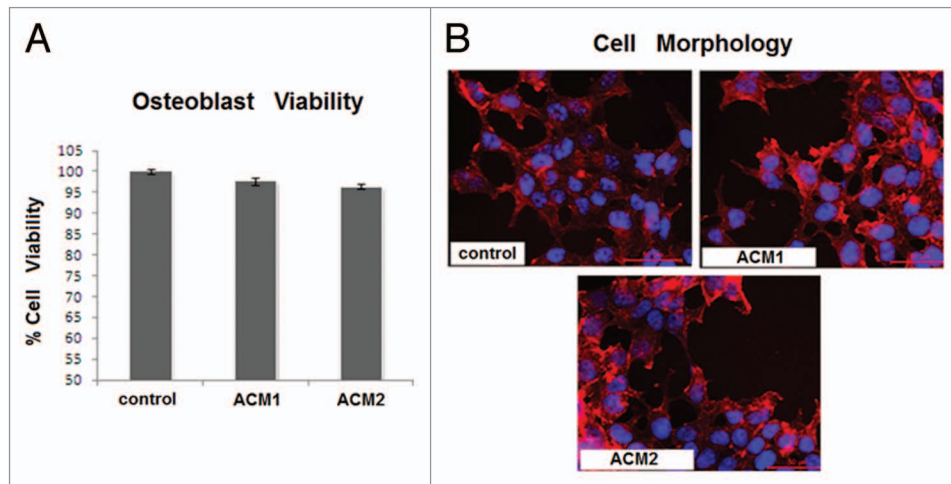 A
Osteoblast Viability
% Cell Viability
105
100
95
90
85
80
75
70
65
60
55
50
control
ACM1
ACM2
B
Cell Morphology
control
ACM1
ACM2